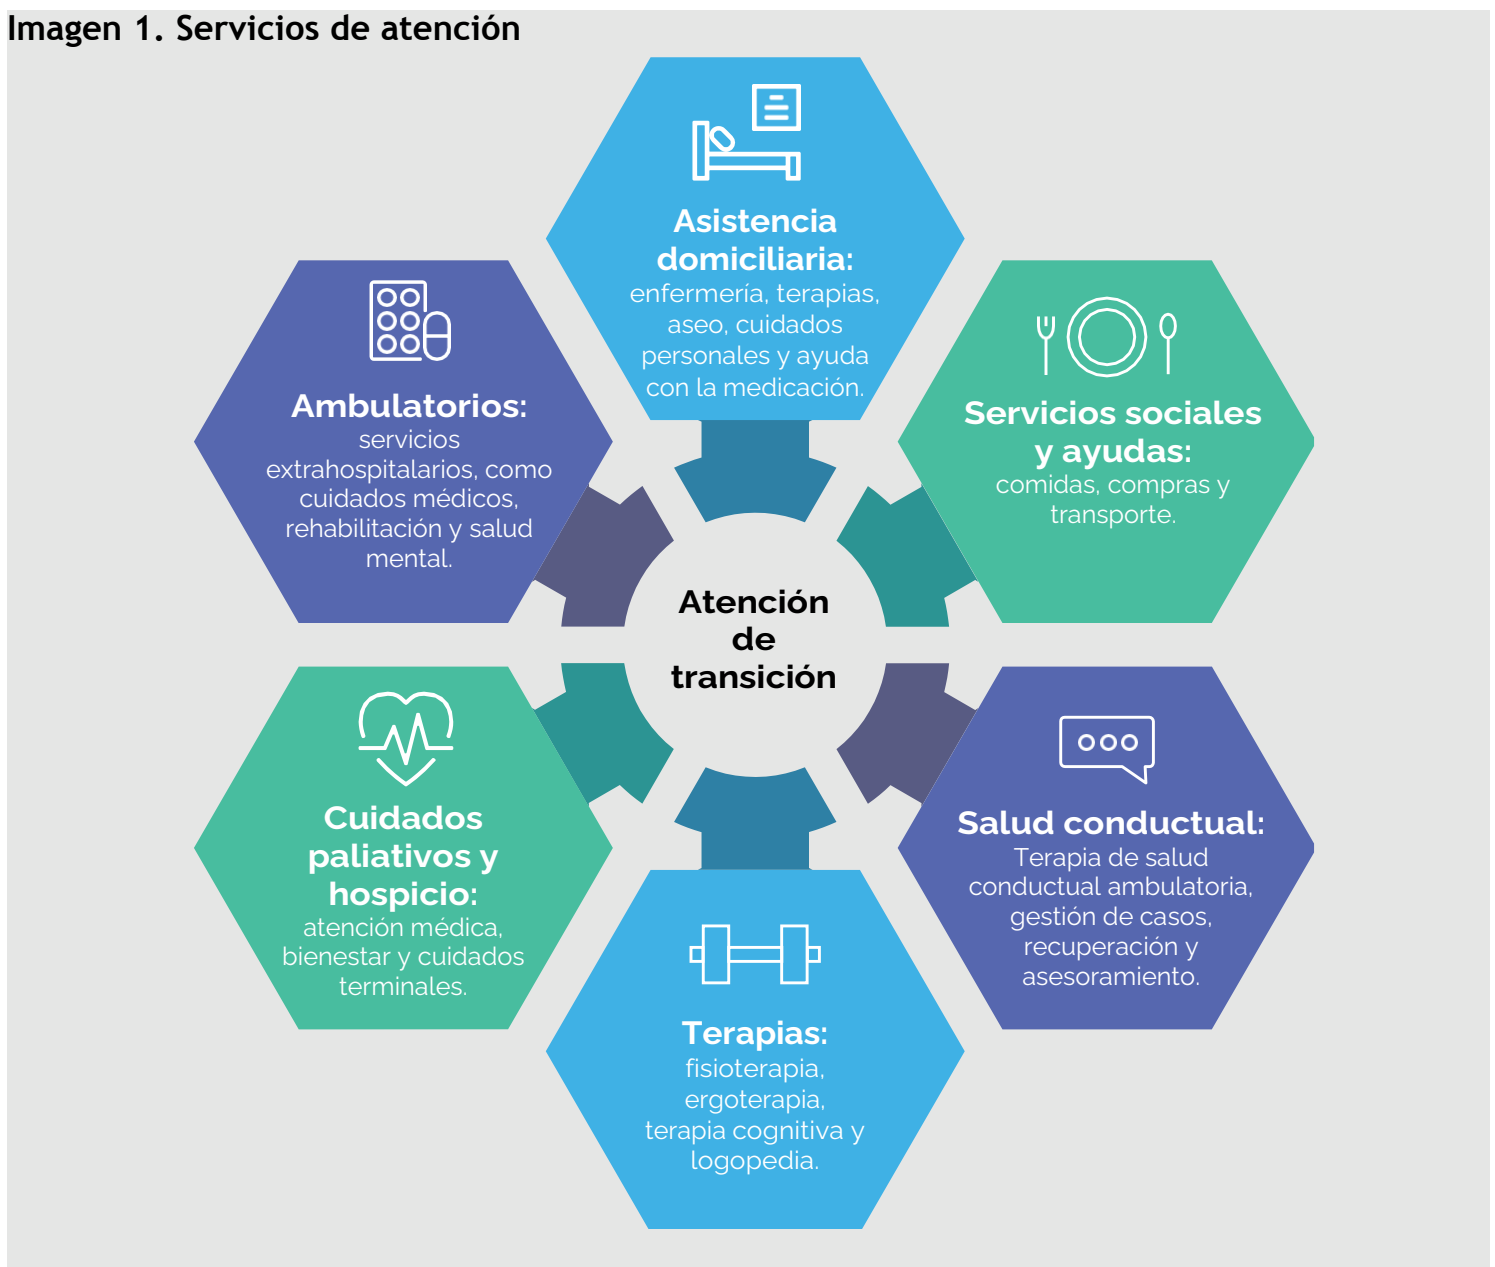 Imagen 1. Servicios de atención
Asistencia
domiciliaria:
enfermería, terapias,
aseo, cuidados
personales y ayuda
con la medicación.
Ambulatorios:
servicios
extrahospitalarios, como
cuidados médicos,
rehabilitación y salud
mental.
Servicios sociales
y ayudas:
comidas, compras y
transporte.
Atención
de
transición
Cuidados
paliativos y
hospicio:
atención médica,
bienestar y cuidados
terminales.
Salud conductual:
Terapia de salud
conductual ambulatoria,
gestión de casos,
recuperación y
asesoramiento.
Terapias:
fisioterapia,
ergoterapia,
terapia cognitiva y
logopedia.